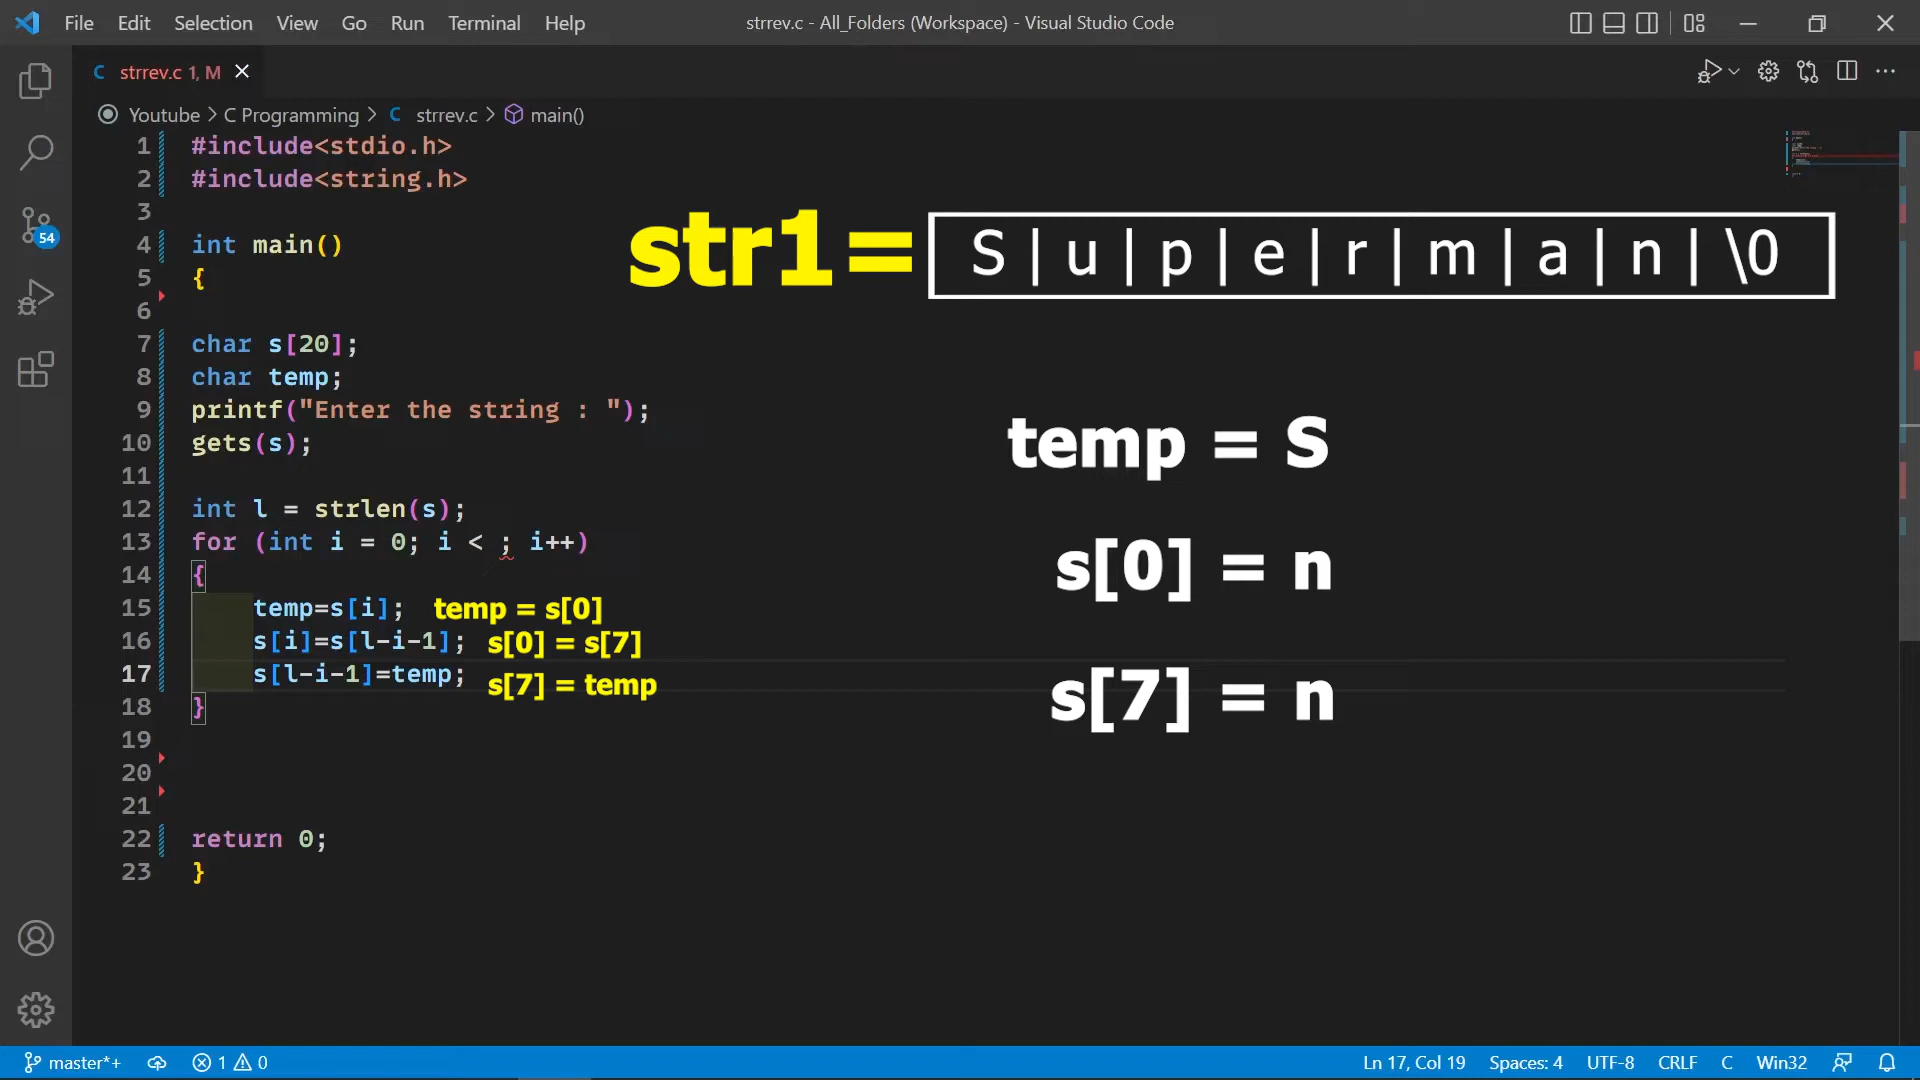 File Edit Selection View Go Run Terminal Help
strrev.c - All_Folders (Workspace) - Visual Studio Code
C strrev.c 1, M
Youtube > C Programming > C strrev.c > main()
1 #include<stdio.h>
2 #include<string.h>
3
4 int main()
5 {
6
7 char s[20];
8 char temp;
9 printf("Enter the string : ");
10 gets(s);
11
12 int l = strlen(s);
13 for (int i = 0; i < ; i++)
14 {
15 temp=s[i]; temp = s[0]
16 s[i]=s[l-i-1]; s[0] = s[7]
17 s[l-i-1]=temp; s[7] = temp
18 }
19
20
21
22 return 0;
23 }
str1= S | u | p | e | r | m | a | n | \0
temp = S
s[0] = n
s[7] = n
54
master*+ 1 0
Ln 17, Col 19 Spaces: 4 UTF-8 CRLF C Win32